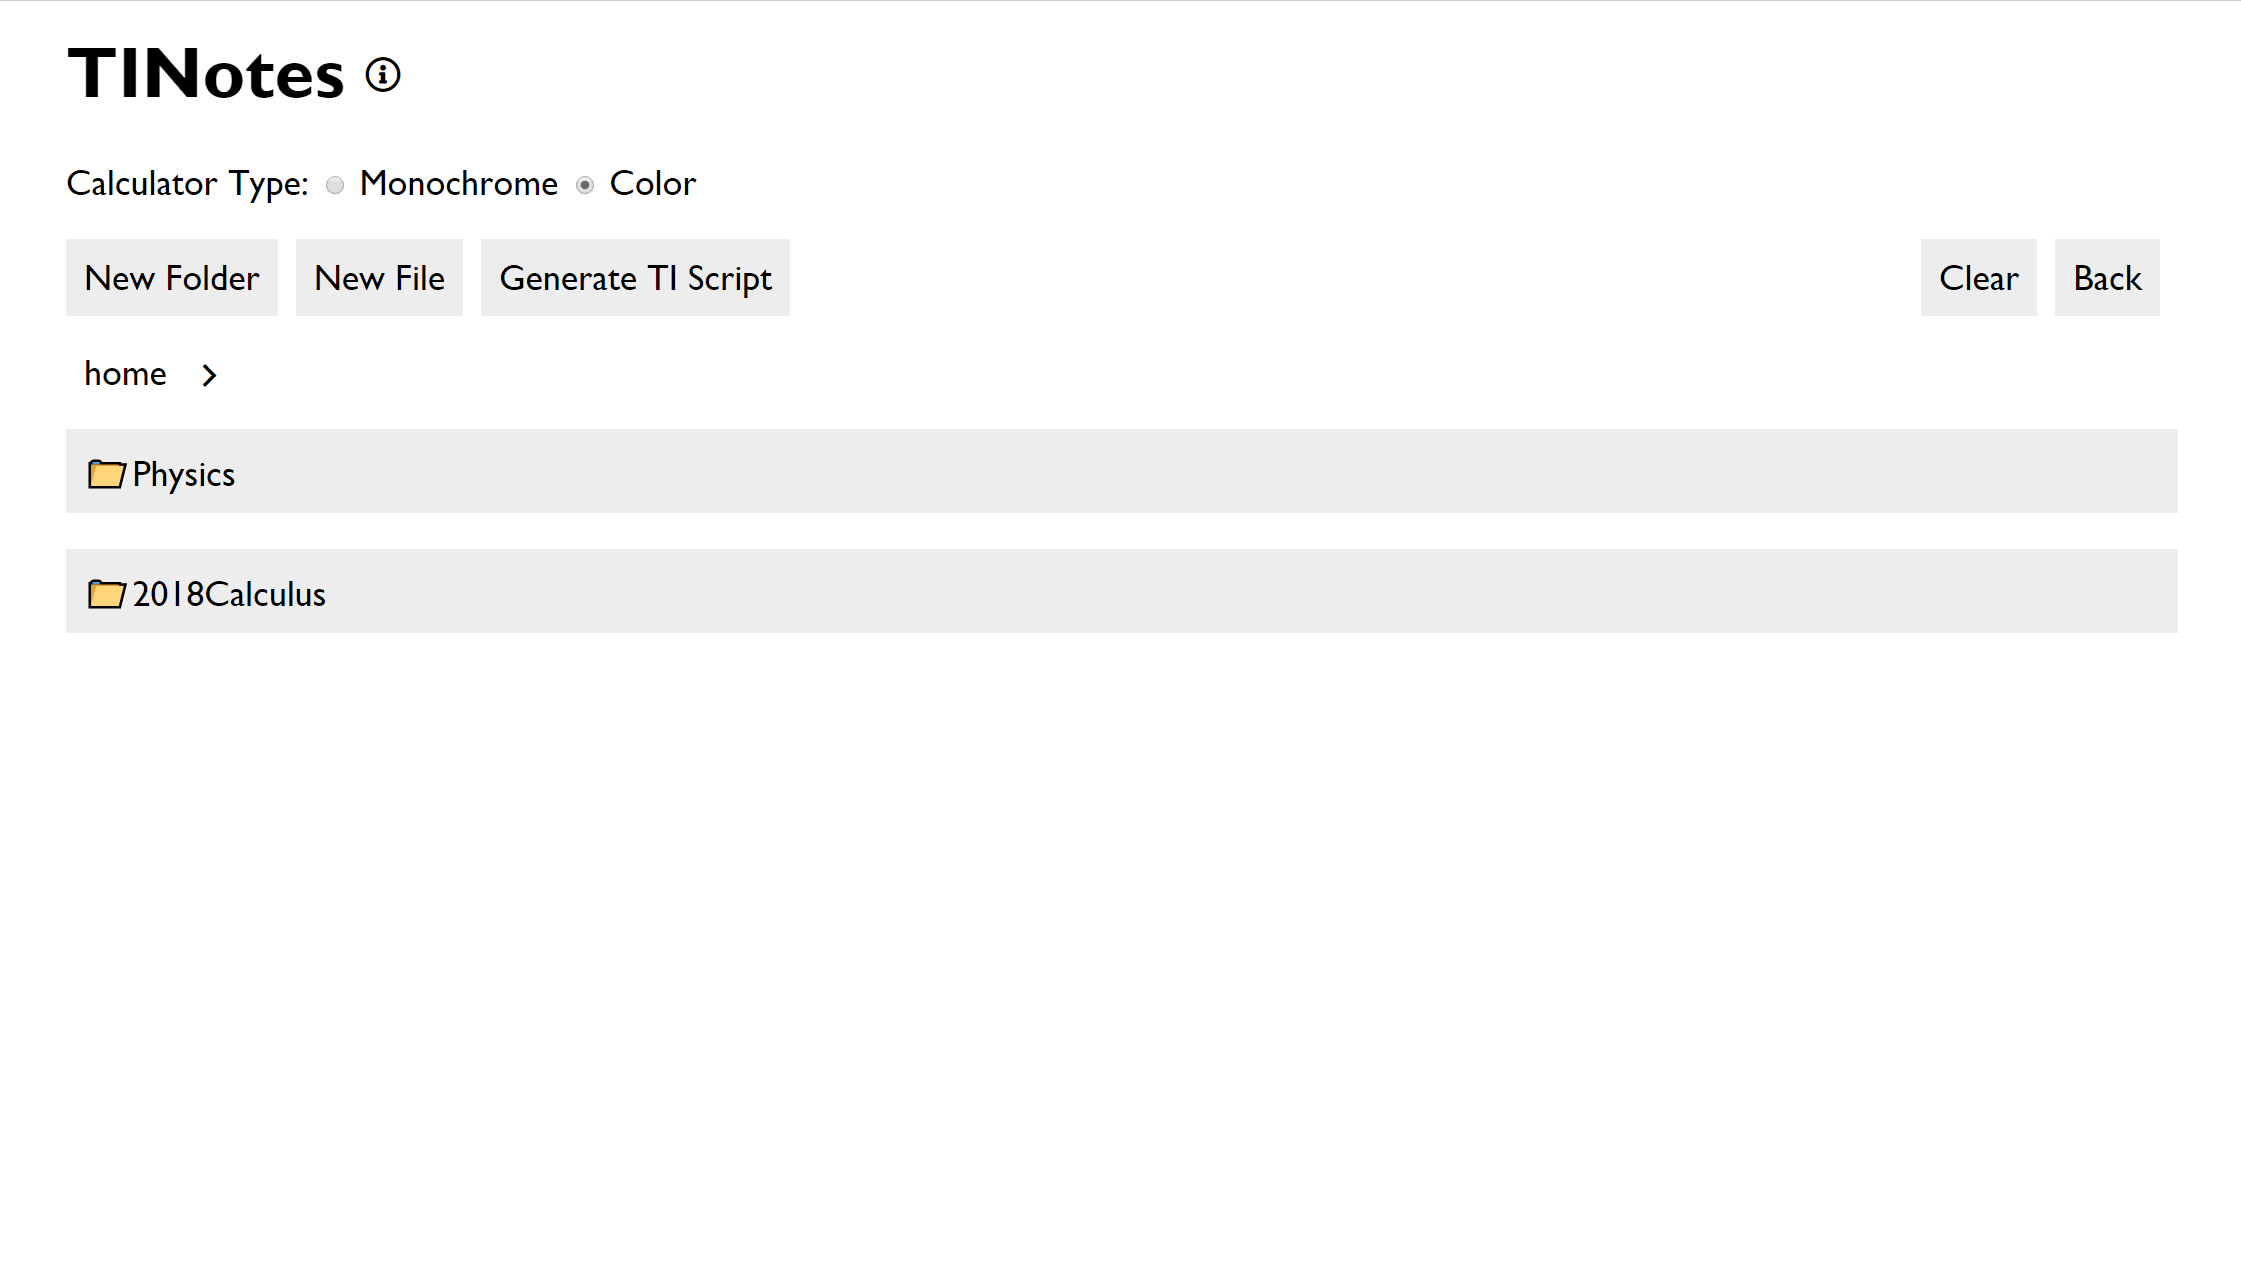 TINotes
Calculator Type: Monochrome Color
New Folder New File Generate TI Script Clear Back
home
Physics
2018Calculus